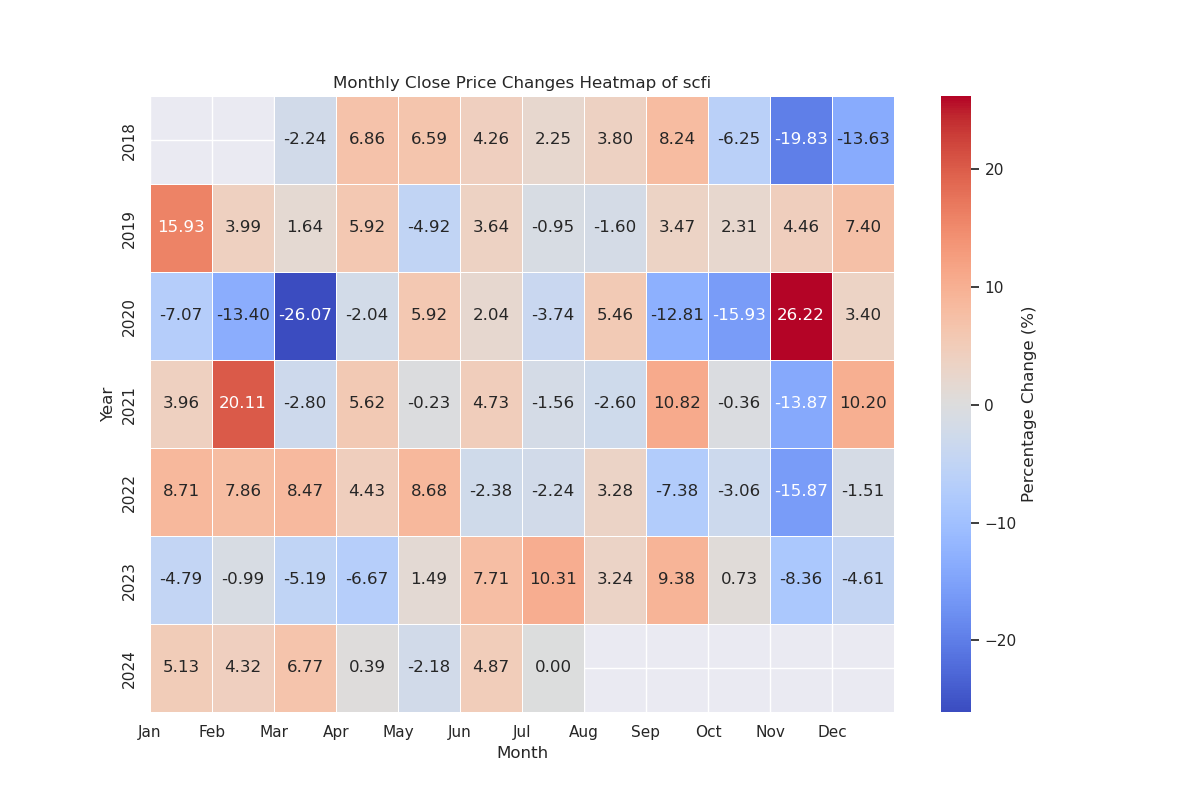 Monthly Close Price Changes Heatmap of scfi
2018 -2.24 6.86 6.59 4.26 2.25 3.80 8.24 -6.25 -19.83 -13.63
2019 15.93 3.99 1.64 5.92 -4.92 3.64 -0.95 -1.60 3.47 2.31 4.46 7.40
2020 -7.07 -13.40 -26.07 -2.04 5.92 2.04 -3.74 5.46 -12.81 -15.93 26.22 3.40
2021 3.96 20.11 -2.80 5.62 -0.23 4.73 -1.56 -2.60 10.82 -0.36 -13.87 10.20
2022 8.71 7.86 8.47 4.43 8.68 -2.38 -2.24 3.28 -7.38 -3.06 -15.87 -1.51
2023 -4.79 -0.99 -5.19 -6.67 1.49 7.71 10.31 3.24 9.38 0.73 -8.36 -4.61
2024 5.13 4.32 6.77 0.39 -2.18 4.87 0.00
Jan Feb Mar Apr May Jun Jul Aug Sep Oct Nov Dec
Month
Year
20
10
0
−10
−20
Percentage Change (%)